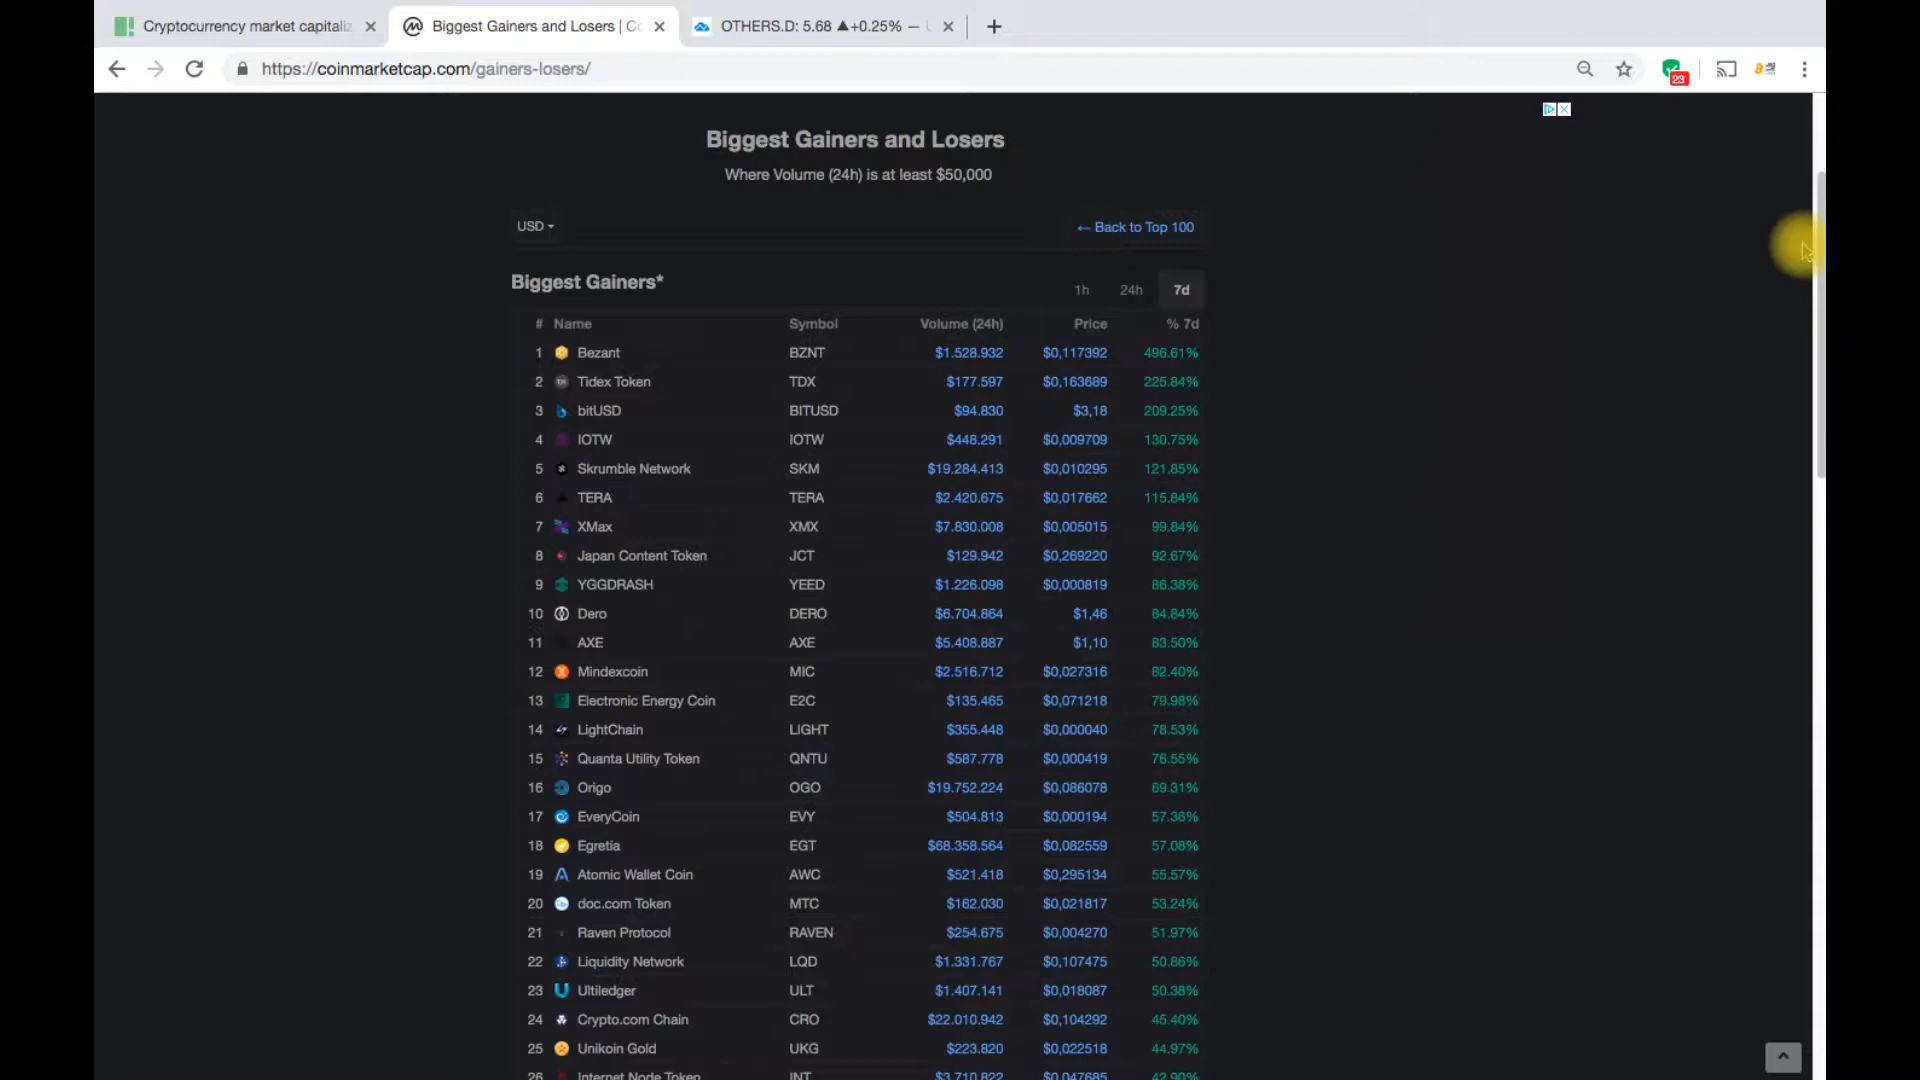 Cryptocurrency market capitaliz
Biggest Gainers and Losers | Co
OTHERS.D: 5.68 ▲+0.25% —
https://coinmarketcap.com/gainers-losers/
23
Biggest Gainers and Losers
Where Volume (24h) is at least $50,000
USD
← Back to Top 100
Biggest Gainers*
1h 24h 7d
# Name Symbol Volume (24h) Price % 7d
1 Bezant BZNT $1.528.932 $0,117392 496.61%
2 Tidex Token TDX $177.597 $0,163689 225.84%
3 bitUSD BITUSD $94.830 $3,18 209.25%
4 IOTW IOTW $448.291 $0,009709 130.75%
5 Skrumble Network SKM $19.284.413 $0,010295 121.85%
6 TERA TERA $2.420.675 $0,017662 115.84%
7 XMax XMX $7.830.008 $0,005015 99.84%
8 Japan Content Token JCT $129.942 $0,269220 92.67%
9 YGGDRASH YEED $1.226.098 $0,000819 86.38%
10 Dero DERO $6.704.864 $1,46 84.84%
11 AXE AXE $5.408.887 $1,10 83.50%
12 Mindexcoin MIC $2.516.712 $0,027316 82.40%
13 Electronic Energy Coin E2C $135.465 $0,071218 79.98%
14 LightChain LIGHT $355.448 $0,000040 78.53%
15 Quanta Utility Token QNTU $587.778 $0,000419 76.55%
16 Origo OGO $19.752.224 $0,086078 69.31%
17 EveryCoin EVY $504.813 $0,000194 57.36%
18 Egretia EGT $68.358.564 $0,082559 57.08%
19 Atomic Wallet Coin AWC $521.418 $0,295134 55.57%
20 doc.com Token MTC $162.030 $0,021817 53.24%
21 Raven Protocol RAVEN $254.675 $0,004270 51.97%
22 Liquidity Network LQD $1.331.767 $0,107475 50.86%
23 Ultiledger ULT $1.407.141 $0,018087 50.38%
24 Crypto.com Chain CRO $22.010.942 $0,104292 45.40%
25 Unikoin Gold UKG $223.820 $0,022518 44.97%
26 Internet Node Token INT $3.710.822 $0,047685 42.90%